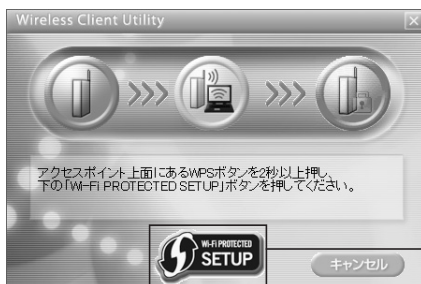 Wireless Client Utility
アクセスポイント上面にあるWPSボタンを2秒以上押し、
下の「Wi-Fi PROTECTED SETUP」ボタンを押してください。
WI-FI PROTECTED
SETUP
キャンセル